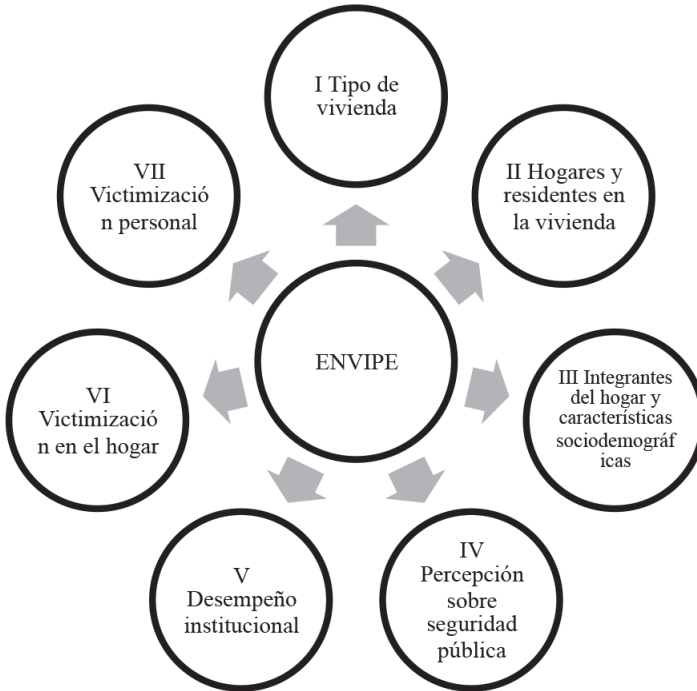 I Tipo de
vivienda
II Hogares y
residentes en
la vivienda
III Integrantes
del hogar y
características
sociodemográf
icas
IV
Percepción
sobre
seguridad
pública
V
Desempeño
institucional
VI
Victimizació
n en el hogar
VII
Victimizació
n personal
ENVIPE